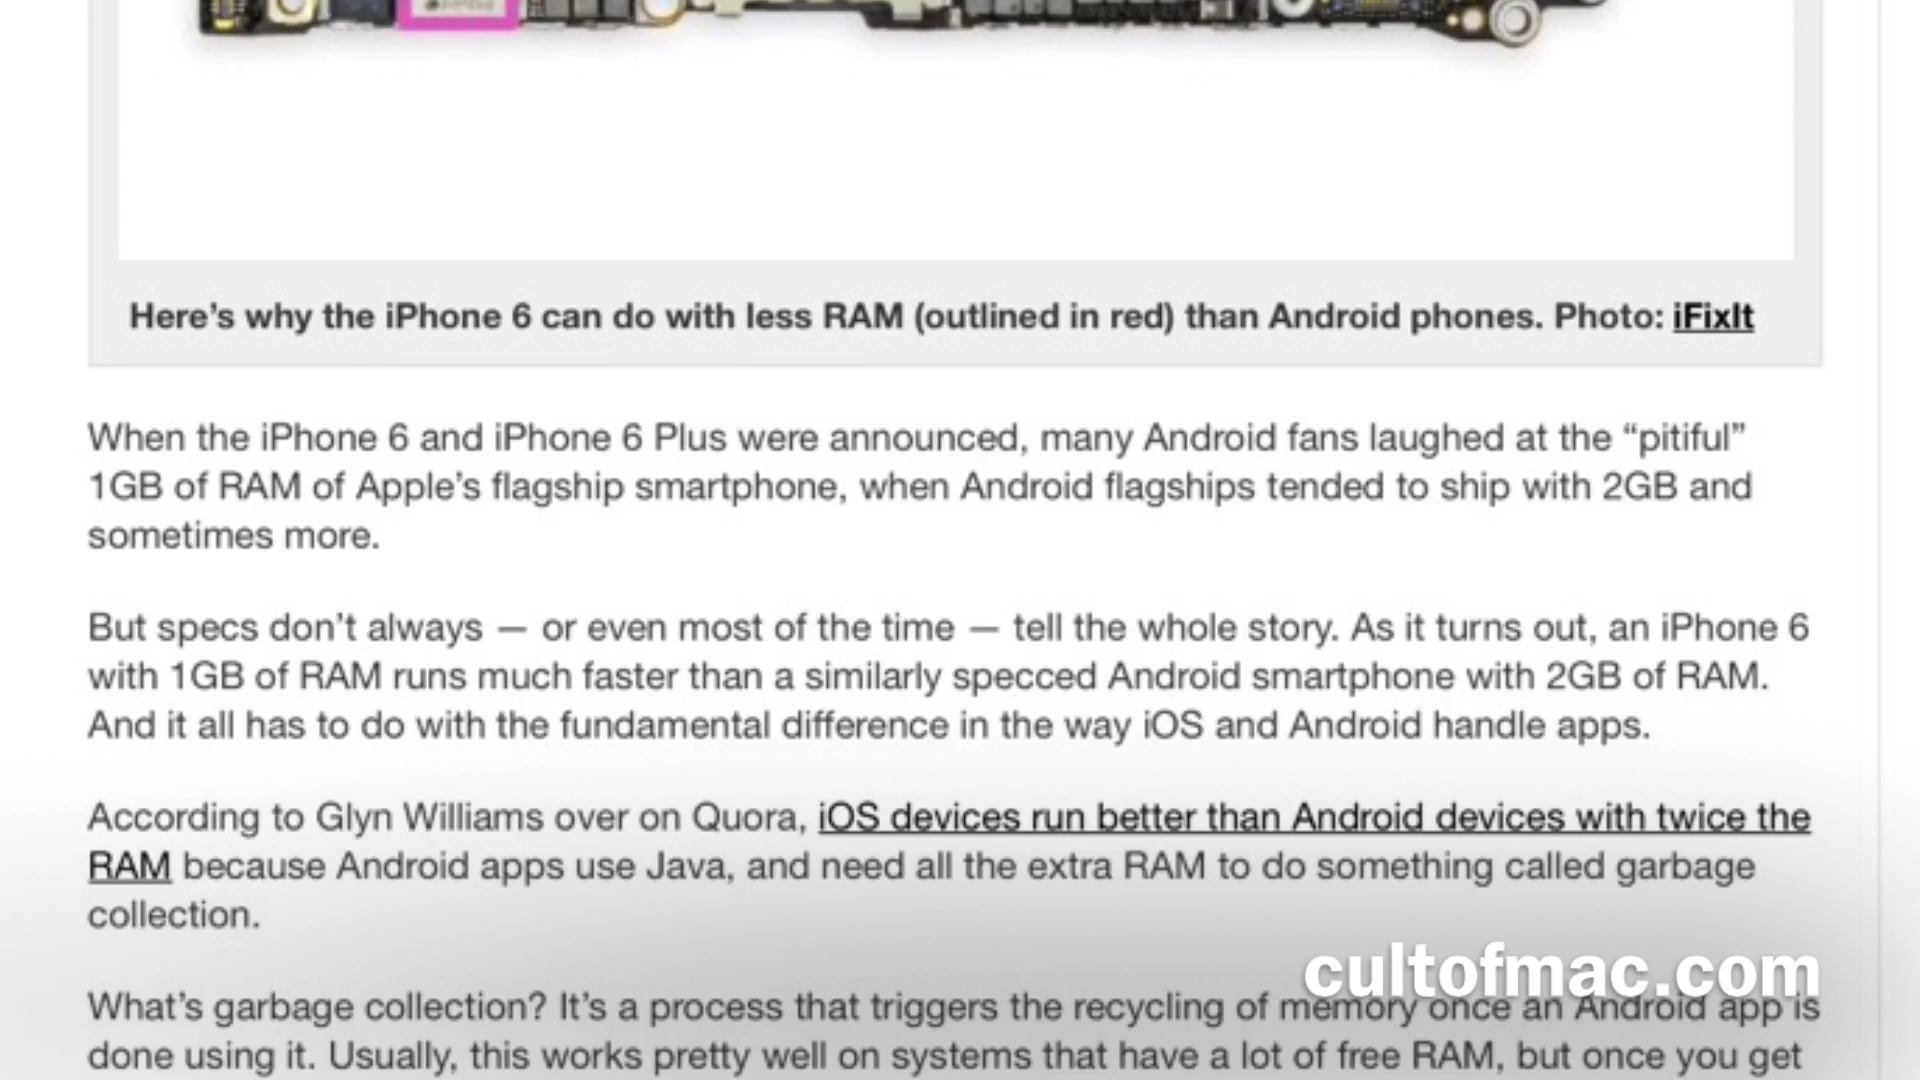 Here’s why the iPhone 6 can do with less RAM (outlined in red) than Android phones. Photo: iFixIt
When the iPhone 6 and iPhone 6 Plus were announced, many Android fans laughed at the “pitiful”
1GB of RAM of Apple’s flagship smartphone, when Android flagships tended to ship with 2GB and
sometimes more.
But specs don’t always — or even most of the time — tell the whole story. As it turns out, an iPhone 6
with 1GB of RAM runs much faster than a similarly specced Android smartphone with 2GB of RAM.
And it all has to do with the fundamental difference in the way iOS and Android handle apps.
According to Glyn Williams over on Quora, iOS devices run better than Android devices with twice the
RAM because Android apps use Java, and need all the extra RAM to do something called garbage
collection.
cultofmac.com
What’s garbage collection? It’s a process that triggers the recycling of memory once an Android app is
done using it. Usually, this works pretty well on systems that have a lot of free RAM, but once you get